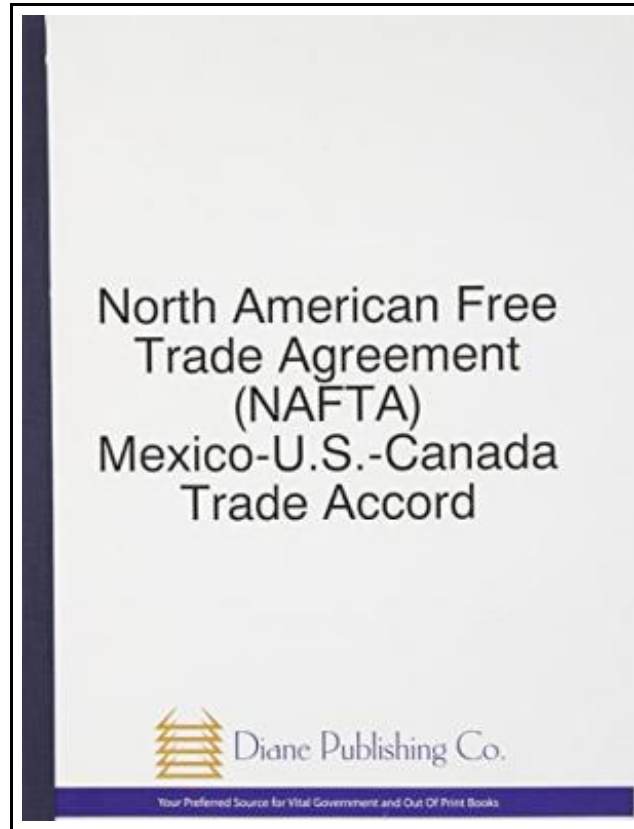 North American Free
Trade Agreement
(NAFTA)
Mexico-U.S.-Canada
Trade Accord
Diane Publishing Co.
Your Preferred Source for Vital Government and Out Of Print Books